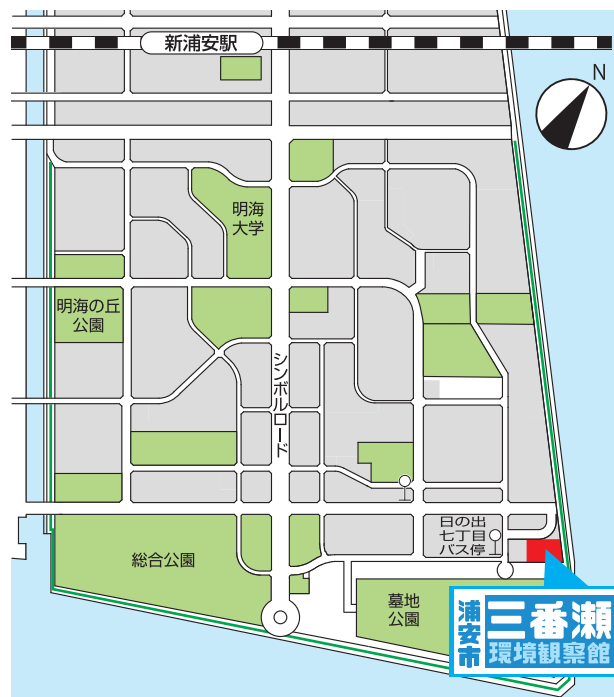 新浦安駅
N
明海
大学
明海の丘
公園
シンボルロード
日の出
七丁目
バス停
総合公園
墓地
公園
浦安市
三番瀬
環境観察館